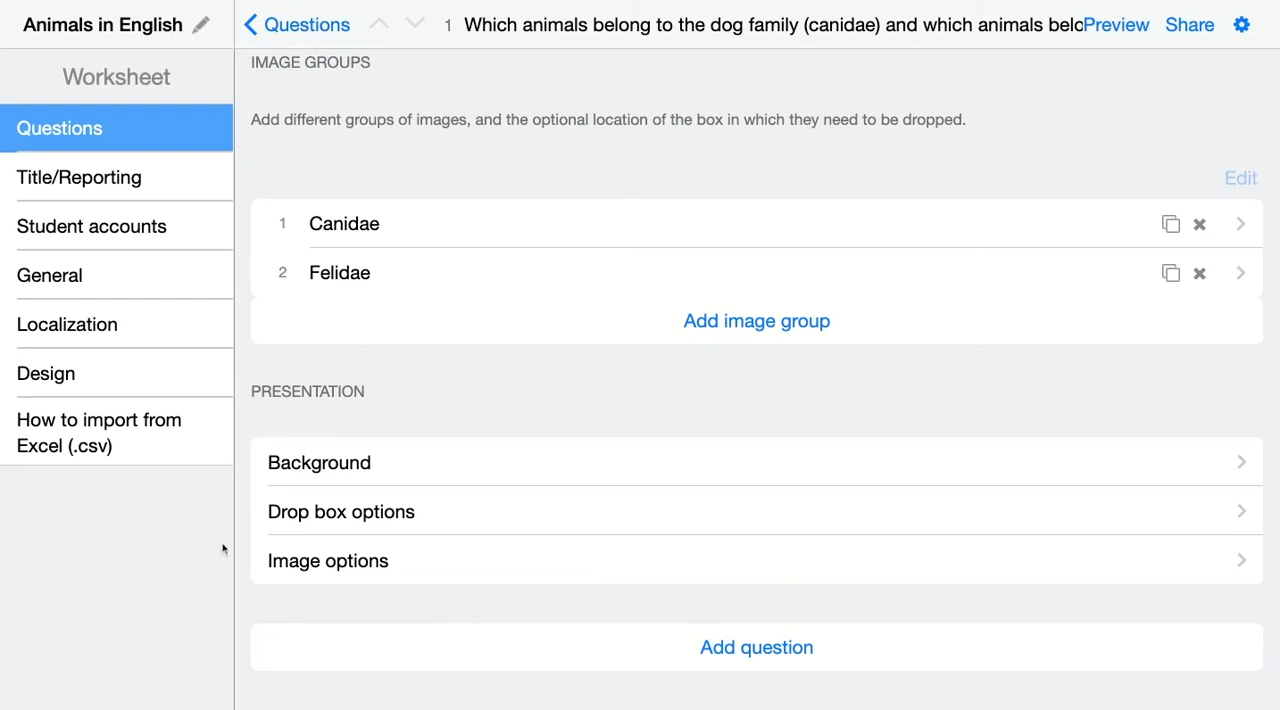 Animals in English
Questions
1 Which animals belong to the dog family (canidae) and which animals belo
Preview
Share
Worksheet
Questions
Title/Reporting
Student accounts
General
Localization
Design
How to import from
Excel (.csv)
IMAGE GROUPS
Add different groups of images, and the optional location of the box in which they need to be dropped.
Edit
1 Canidae
2 Felidae
Add image group
PRESENTATION
Background
Drop box options
Image options
Add question